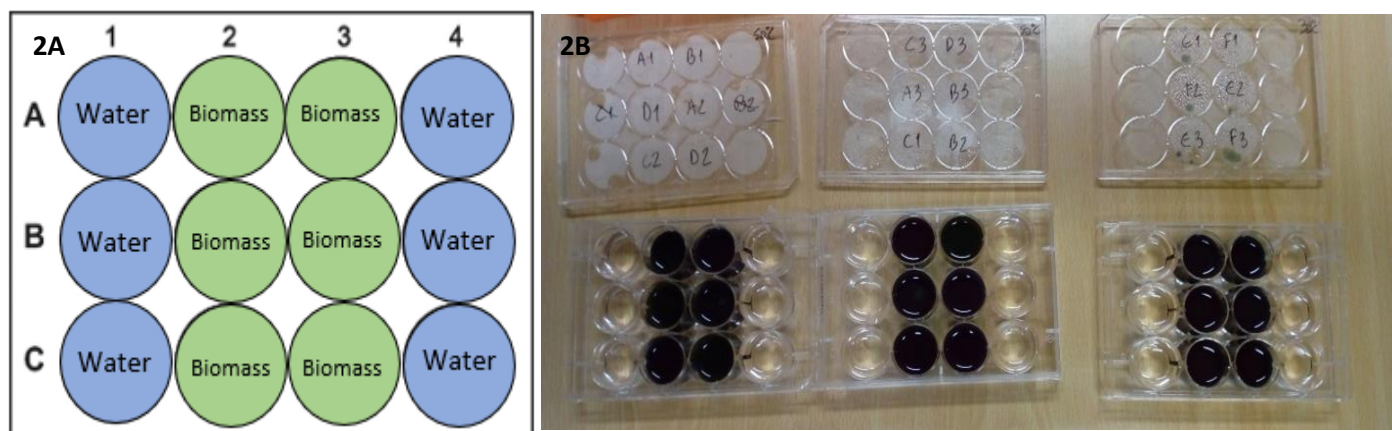 2A
1 2 3 4
A Water Biomass Biomass Water
B Water Biomass Biomass Water
C Water Biomass Biomass Water
2B
A1 B1
D1 A2
C2 D2
C3 D3
A3 B3
C1 B2
F1
E2
E3 F3